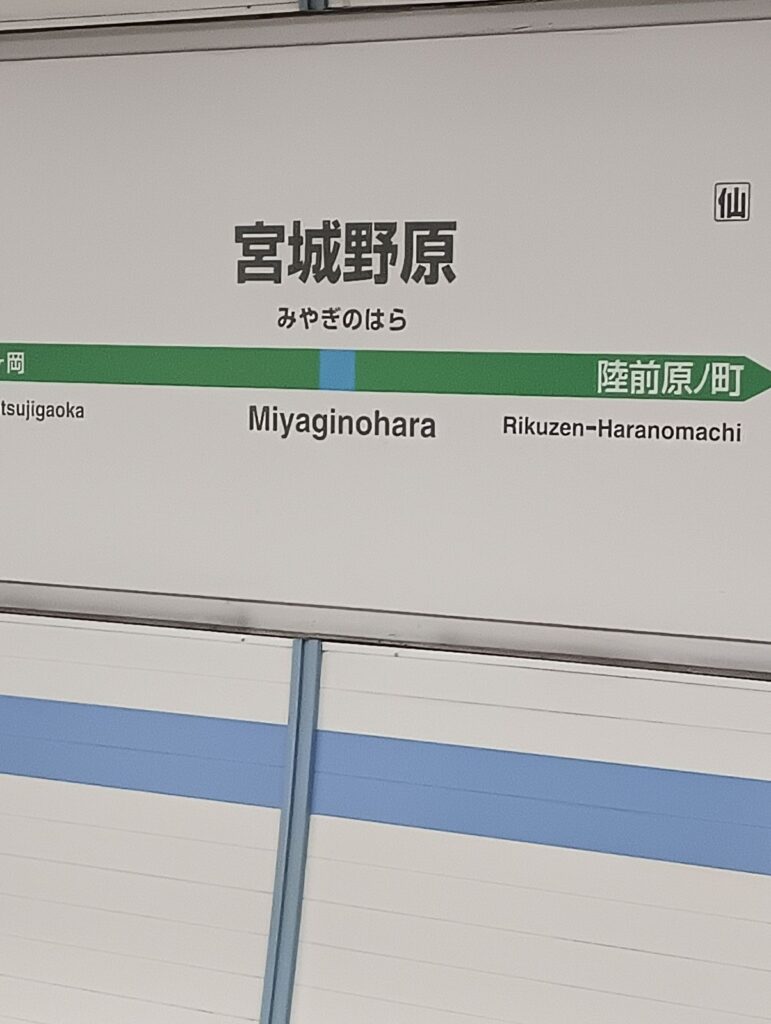 仙
宮城野原
みやぎのはら
ヶ岡
陸前原ノ町
tsujigaoka
Miyaginohara
Rikuzen-Haranomachi